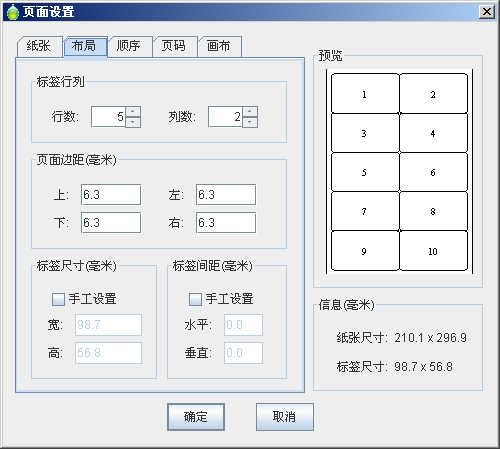 页面设置
纸张 布局 顺序 页码 画布
标签行列
行数: 5 列数: 2
页面边距(毫米)
上: 6.3 左: 6.3
下: 6.3 右: 6.3
标签尺寸(毫米)
手工设置
宽: 98.7
高: 56.8
标签间距(毫米)
手工设置
水平: 0.0
垂直: 0.0
预览
1 2
3 4
5 6
7 8
9 10
信息(毫米)
纸张尺寸: 210.1 x 296.9
标签尺寸: 98.7 x 56.8
确定 取消